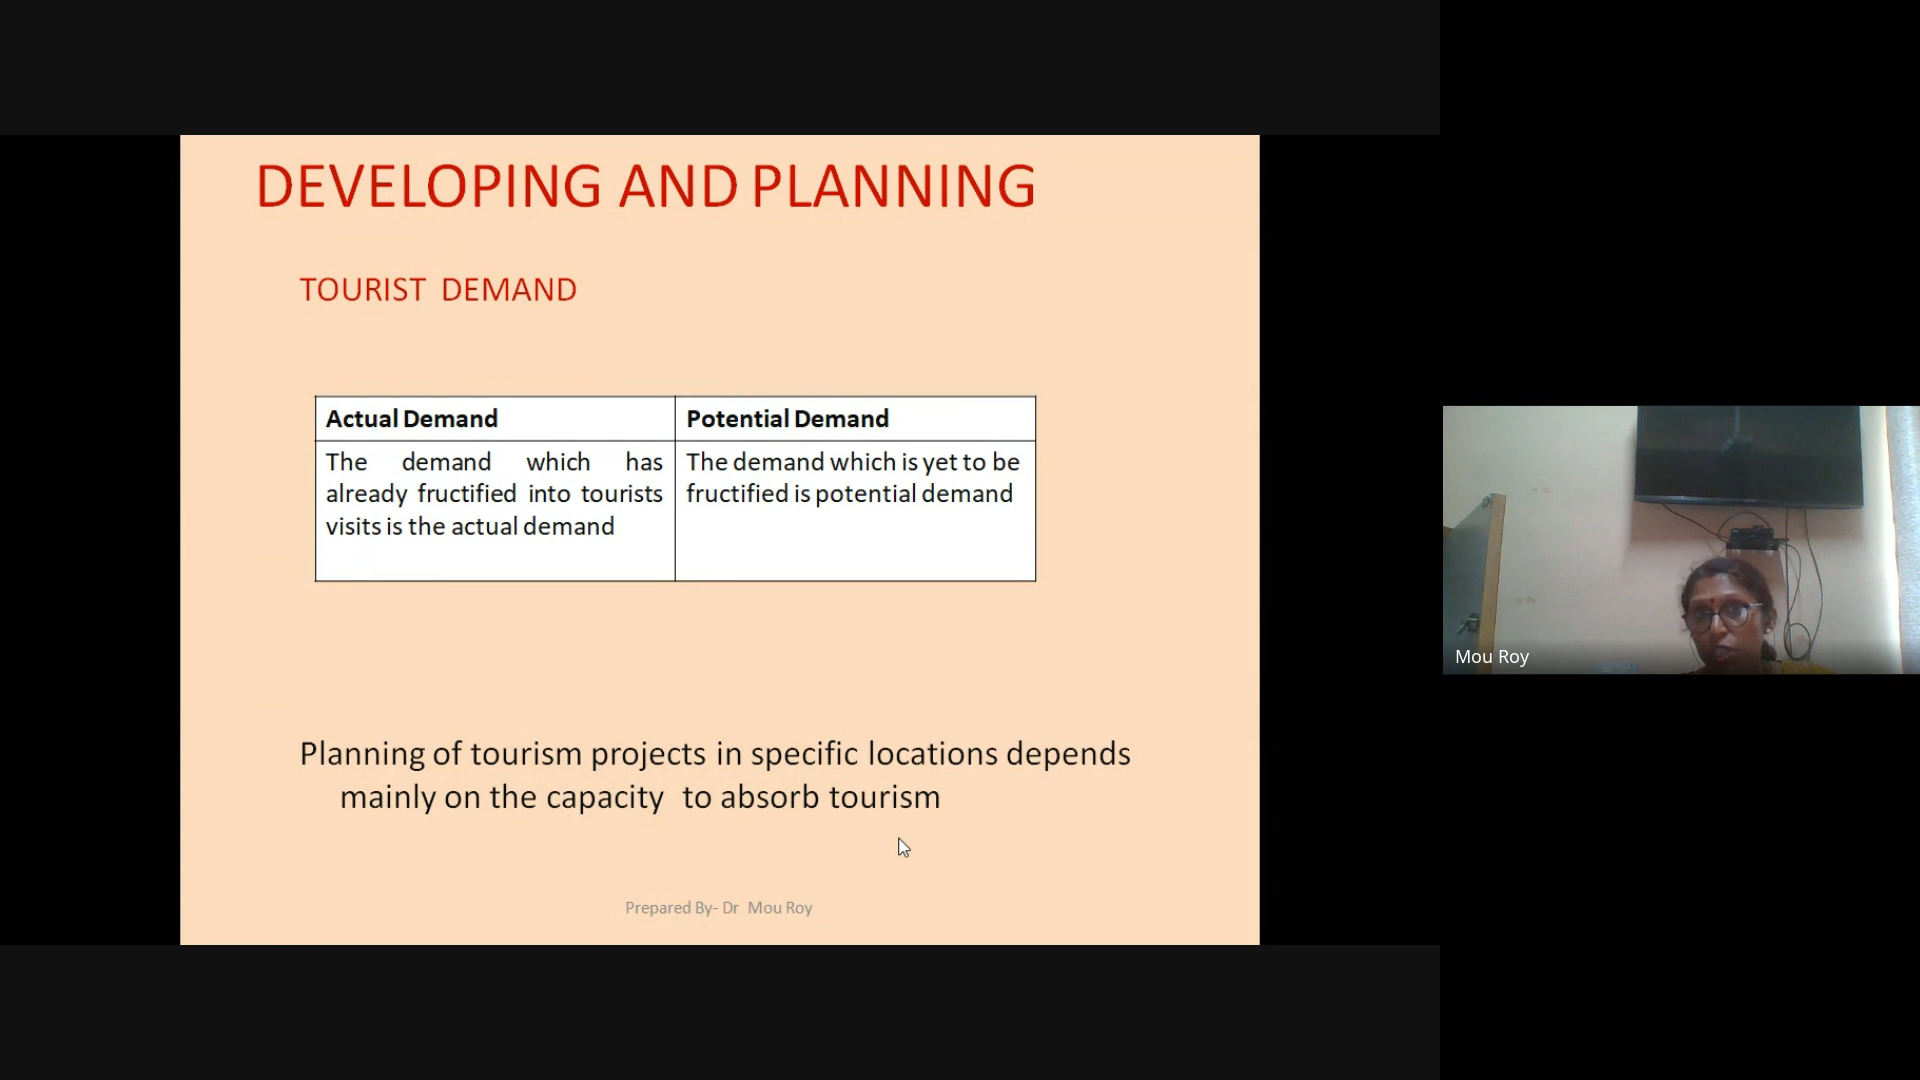 DEVELOPING AND PLANNING
TOURIST DEMAND
Actual Demand
The demand which has
already fructified into tourists
visits is the actual demand
Potential Demand
The demand which is yet to be
fructified is potential demand
Planning of tourism projects in specific locations depends
mainly on the capacity to absorb tourism
Prepared By- Dr Mou Roy
Mou Roy